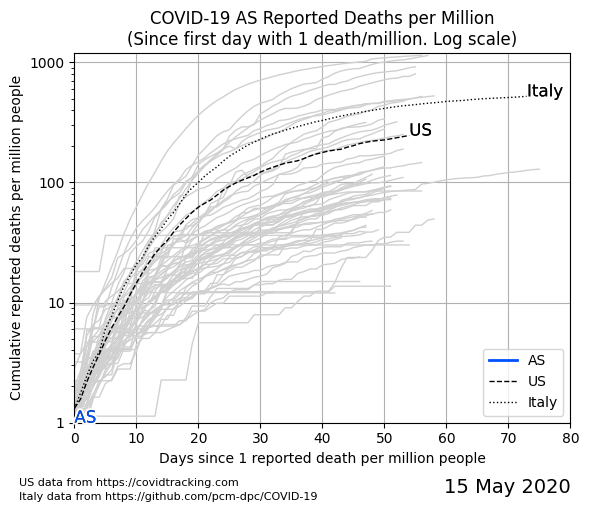 COVID-19 AS Reported Deaths per Million
(Since first day with 1 death/million. Log scale)
Cumulative reported deaths per million people
1000
100
10
1
Italy
US
AS
AS
US
Italy
0 10 20 30 40 50 60 70 80
Days since 1 reported death per million people
US data from https://covidtracking.com
Italy data from https://github.com/pcm-dpc/COVID-19
15 May 2020